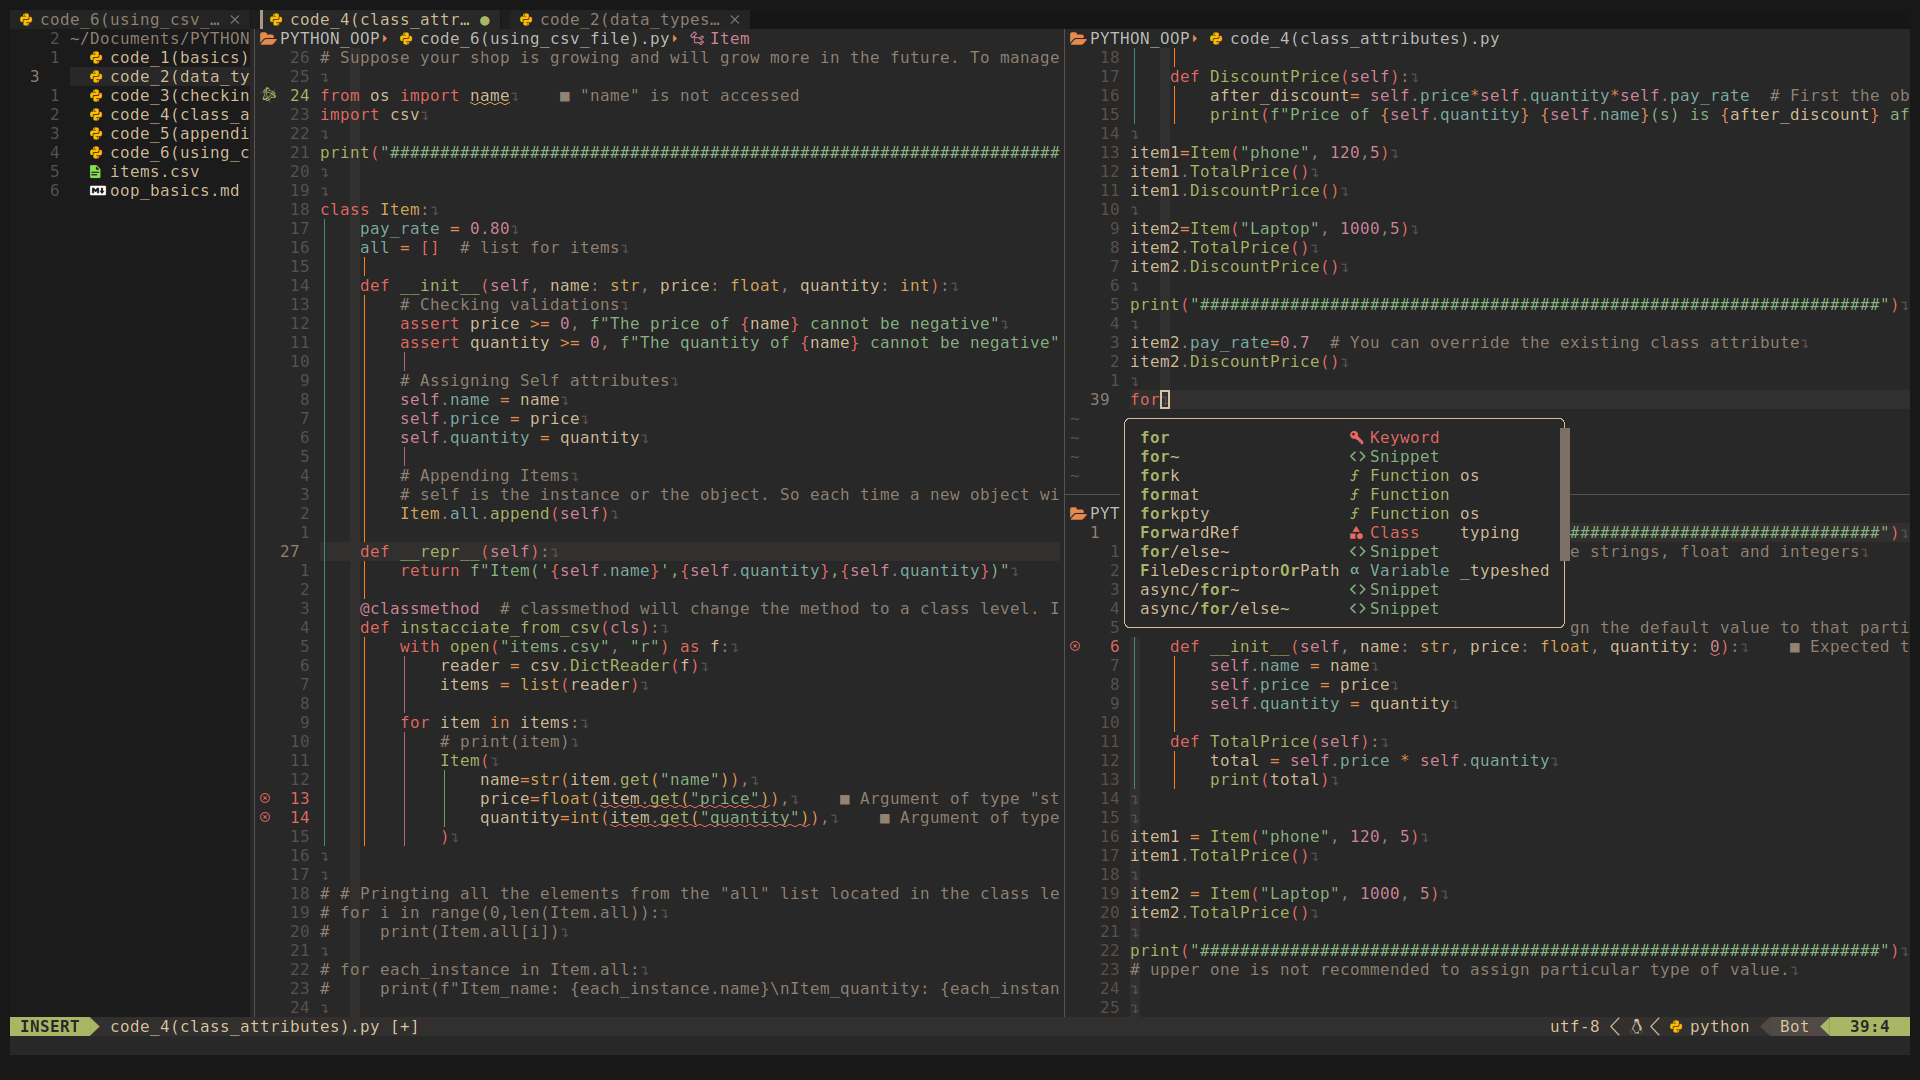 code_6(using_csv_… ×
code_4(class_attr… ●
code_2(data_types… ×
2 ~/Documents/PYTHON
1 code_1(basics)
3 code_2(data_ty
1 code_3(checkin
2 code_4(class_a
3 code_5(appendi
4 code_6(using_c
5 items.csv
6 oop_basics.md
PYTHON_OOP code_6(using_csv_file).py Item
26 # Suppose your shop is growing and will grow more in the future. To manage
25
24 from os import name ■ "name" is not accessed
23 import csv
22
21 print("###################################################################
20
19
18 class Item:
17 pay_rate = 0.80
16 all = [] # list for items
15
14 def __init__(self, name: str, price: float, quantity: int):
13 # Checking validations
12 assert price >= 0, f"The price of {name} cannot be negative"
11 assert quantity >= 0, f"The quantity of {name} cannot be negative"
10
9 # Assigning Self attributes
8 self.name = name
7 self.price = price
6 self.quantity = quantity
5
4 # Appending Items
3 # self is the instance or the object. So each time a new object wi
2 Item.all.append(self)
1
27 def __repr__(self):
1 return f"Item('{self.name}',{self.quantity},{self.quantity})"
2
3 @classmethod # classmethod will change the method to a class level. I
4 def instacciate_from_csv(cls):
5 with open("items.csv", "r") as f:
6 reader = csv.DictReader(f)
7 items = list(reader)
8
9 for item in items:
10 # print(item)
11 Item(
12 name=str(item.get("name")),
13 price=float(item.get("price")), ■ Argument of type "st
14 quantity=int(item.get("quantity")), ■ Argument of type
15 )
16
17
18 # # Pringting all the elements from the "all" list located in the class le
19 # for i in range(0,len(Item.all)):
20 # print(Item.all[i])
21
22 # for each_instance in Item.all:
23 # print(f"Item_name: {each_instance.name}\nItem_quantity: {each_instan
24
PYTHON_OOP code_4(class_attributes).py
18
17 def DiscountPrice(self):
16 after_discount= self.price*self.quantity*self.pay_rate # First the ob
15 print(f"Price of {self.quantity} {self.name}(s) is {after_discount} af
14
13 item1=Item("phone", 120,5)
12 item1.TotalPrice()
11 item1.DiscountPrice()
10
9 item2=Item("Laptop", 1000,5)
8 item2.TotalPrice()
7 item2.DiscountPrice()
6
5 print("####################################################################")
4
3 item2.pay_rate=0.7 # You can override the existing class attribute
2 item2.DiscountPrice()
1
39 for
~
~
~
~
for Keyword
for~ Snippet
fork Function os
format Function
forkpty Function os
ForwardRef Class typing
for/else~ Snippet
FileDescriptorOrPath α Variable _typeshed
async/for~ Snippet
async/for/else~ Snippet
PYT
1 ###############################")
1 e strings, float and integers
2
3
4
5 gn the default value to that parti
6 def __init__(self, name: str, price: float, quantity: 0): ■ Expected t
7 self.name = name
8 self.price = price
9 self.quantity = quantity
10
11 def TotalPrice(self):
12 total = self.price * self.quantity
13 print(total)
14
15
16 item1 = Item("phone", 120, 5)
17 item1.TotalPrice()
18
19 item2 = Item("Laptop", 1000, 5)
20 item2.TotalPrice()
21
22 print("####################################################################")
23 # upper one is not recommended to assign particular type of value.
24
25
INSERT code_4(class_attributes).py [+]
utf-8 python Bot 39:4